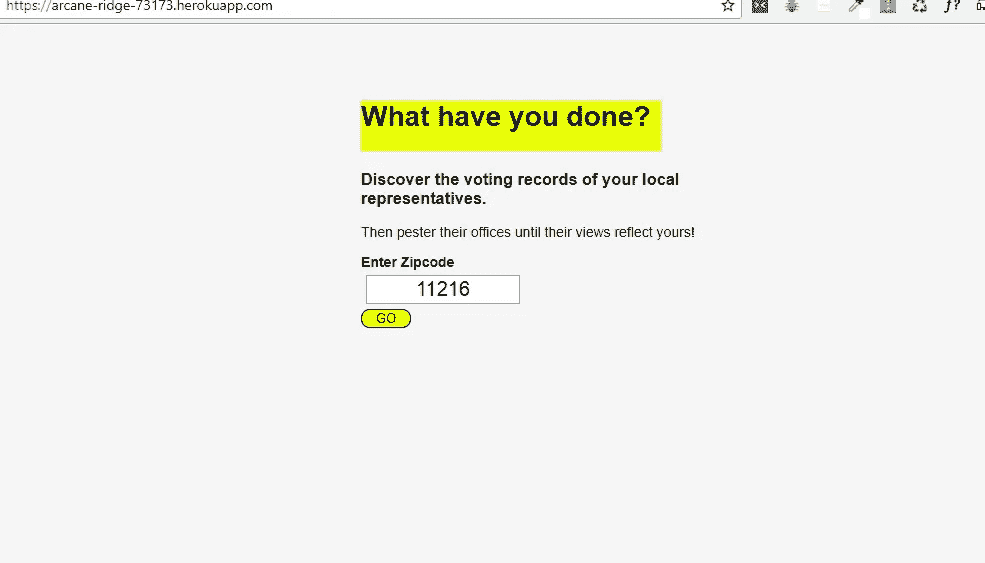 https://arcane-ridge-73173.herokuapp.com
f?
What have you done?
Discover the voting records of your local
representatives.
Then pester their offices until their views reflect yours!
Enter Zipcode
11216
GO